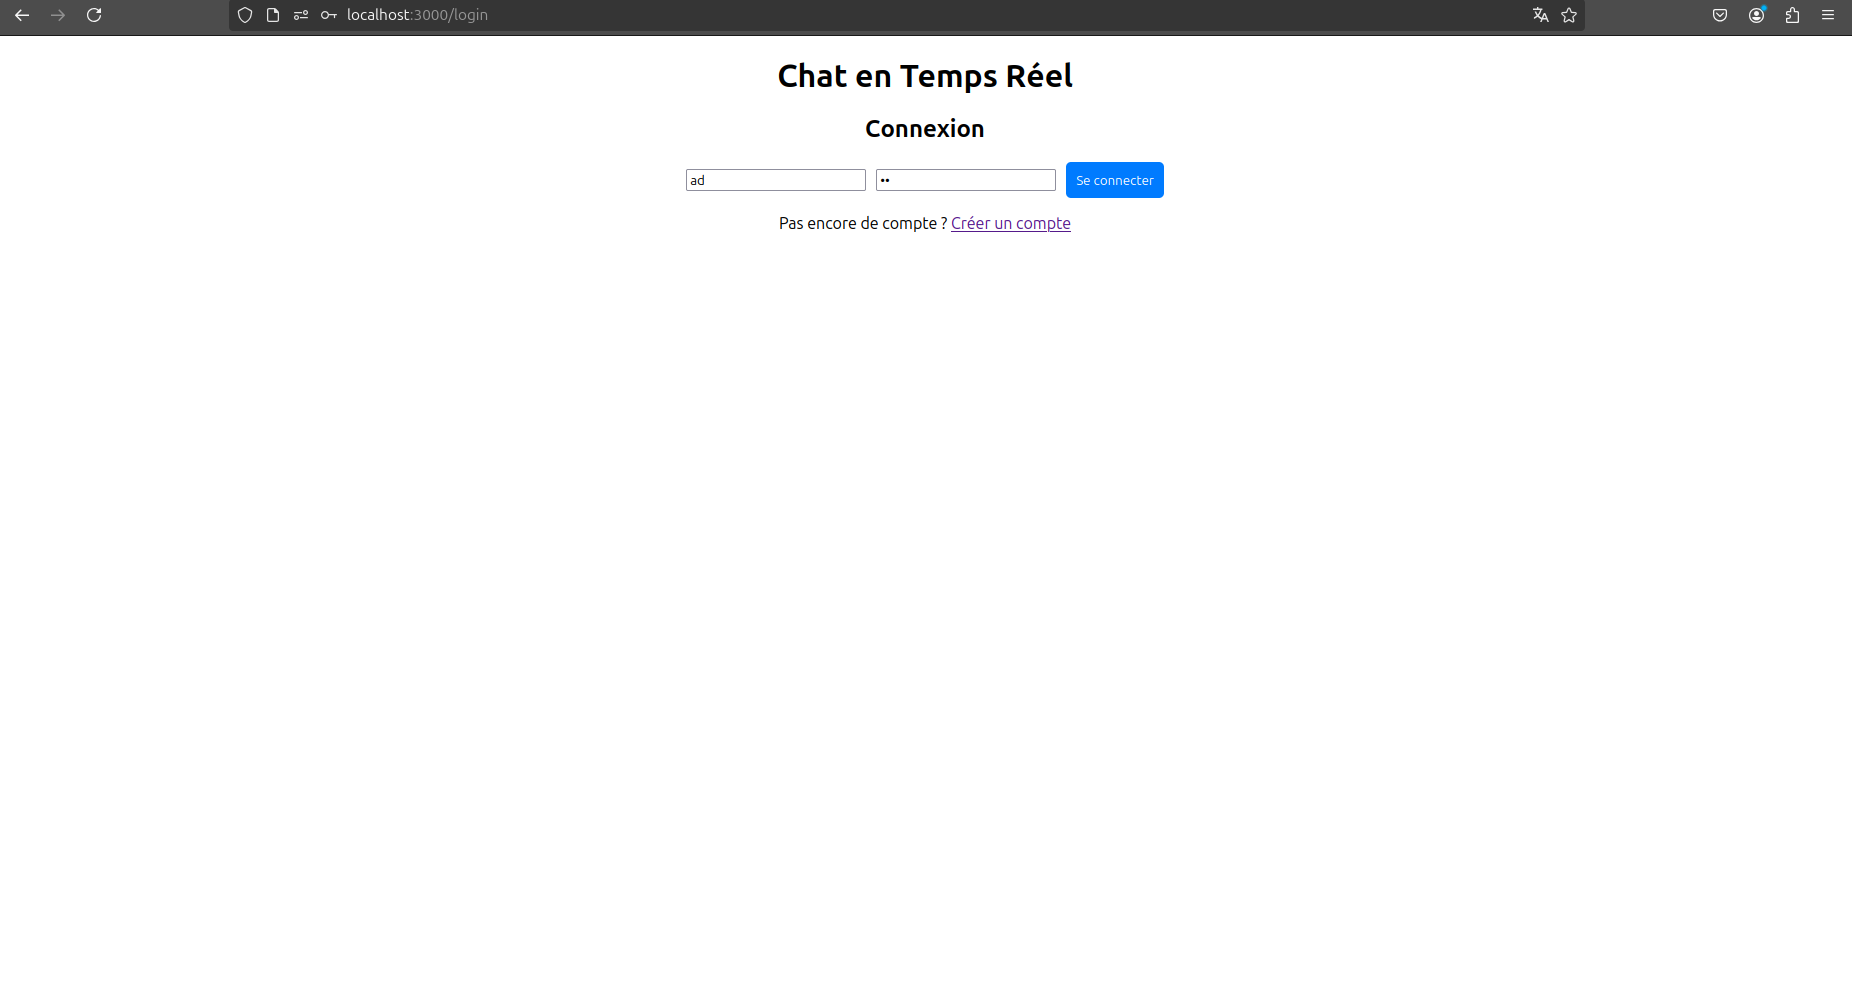 localhost:3000/login
Chat en Temps Réel
Connexion
ad
••
Se connecter
Pas encore de compte ? Créer un compte